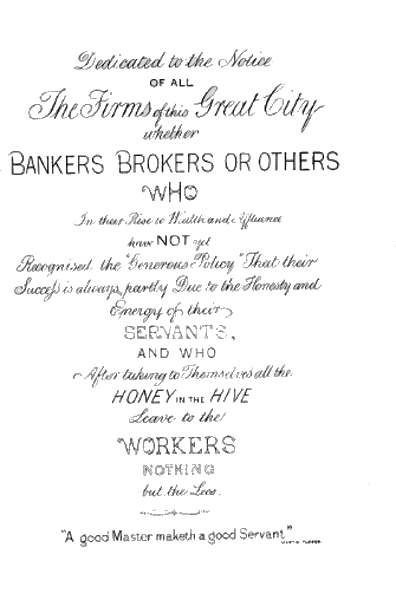 Dedicated to the Notice
OF ALL
The Firms of this Great City
whether
BANKERS BROKERS OR OTHERS
WHO
In their Rise to Wealth and Affluence
have NOT yet
Recognised the "Generous Policy" That their
Success is always, partly Due to the Honesty and
Energy of their
SERVANTS,
AND WHO
After taking to Themselves all the
HONEY IN THE HIVE
Leave to the
WORKERS
NOTHING
but the Lees.
"A good Master maketh a good Servant"
TUPPER.